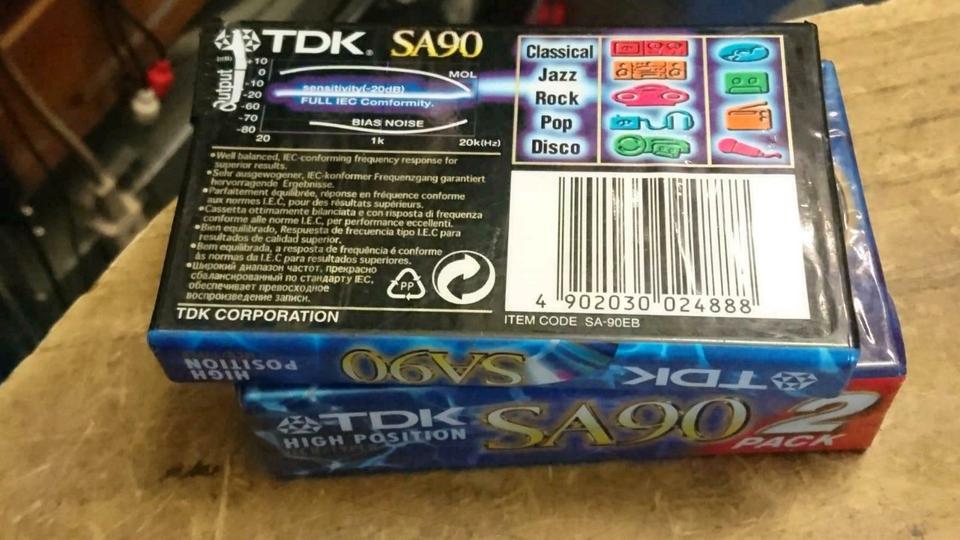 TDK® SA90
Output
(dB)
+10
0
-10
-20
-60
-70
-80
MOL
sensitivity(-20dB)
FULL IEC Comformity.
BIAS NOISE
20 1k 20k(Hz)
Classical
Jazz
Rock
Pop
Disco
•Well balanced, IEC-conforming frequency response for
superior results.
•Sehr ausgewogener, IEC-konformer Frequenzgang garantiert
hervorragende Ergebnisse.
•Parfaitement équilibrée, réponse en fréquence conforme
aux normes I.E.C, pour des résultats supérieurs.
•Cassetta ottimamente bilanciata e con risposta di frequenza
conforme alle norme I.E.C, per performance eccellenti.
•Bien equilibrado, Respuesta de frecuencia tipo I.E.C para
resultados de calidad superior.
•Bem equilibrada, a resposta de frequência é conforme
às normas da I.E.C para resultados superiores.
•Широкий диапазон частот, прекрасно
сбалансированный по стандарту IEC,
обеспечивает превосходное
воспроизведение записи.
PP
TDK CORPORATION
4 902030 024888
ITEM CODE SA-90EB
TDK SA90
HIGH
POSITION
TDK SA90 2
HIGH POSITION
PACK